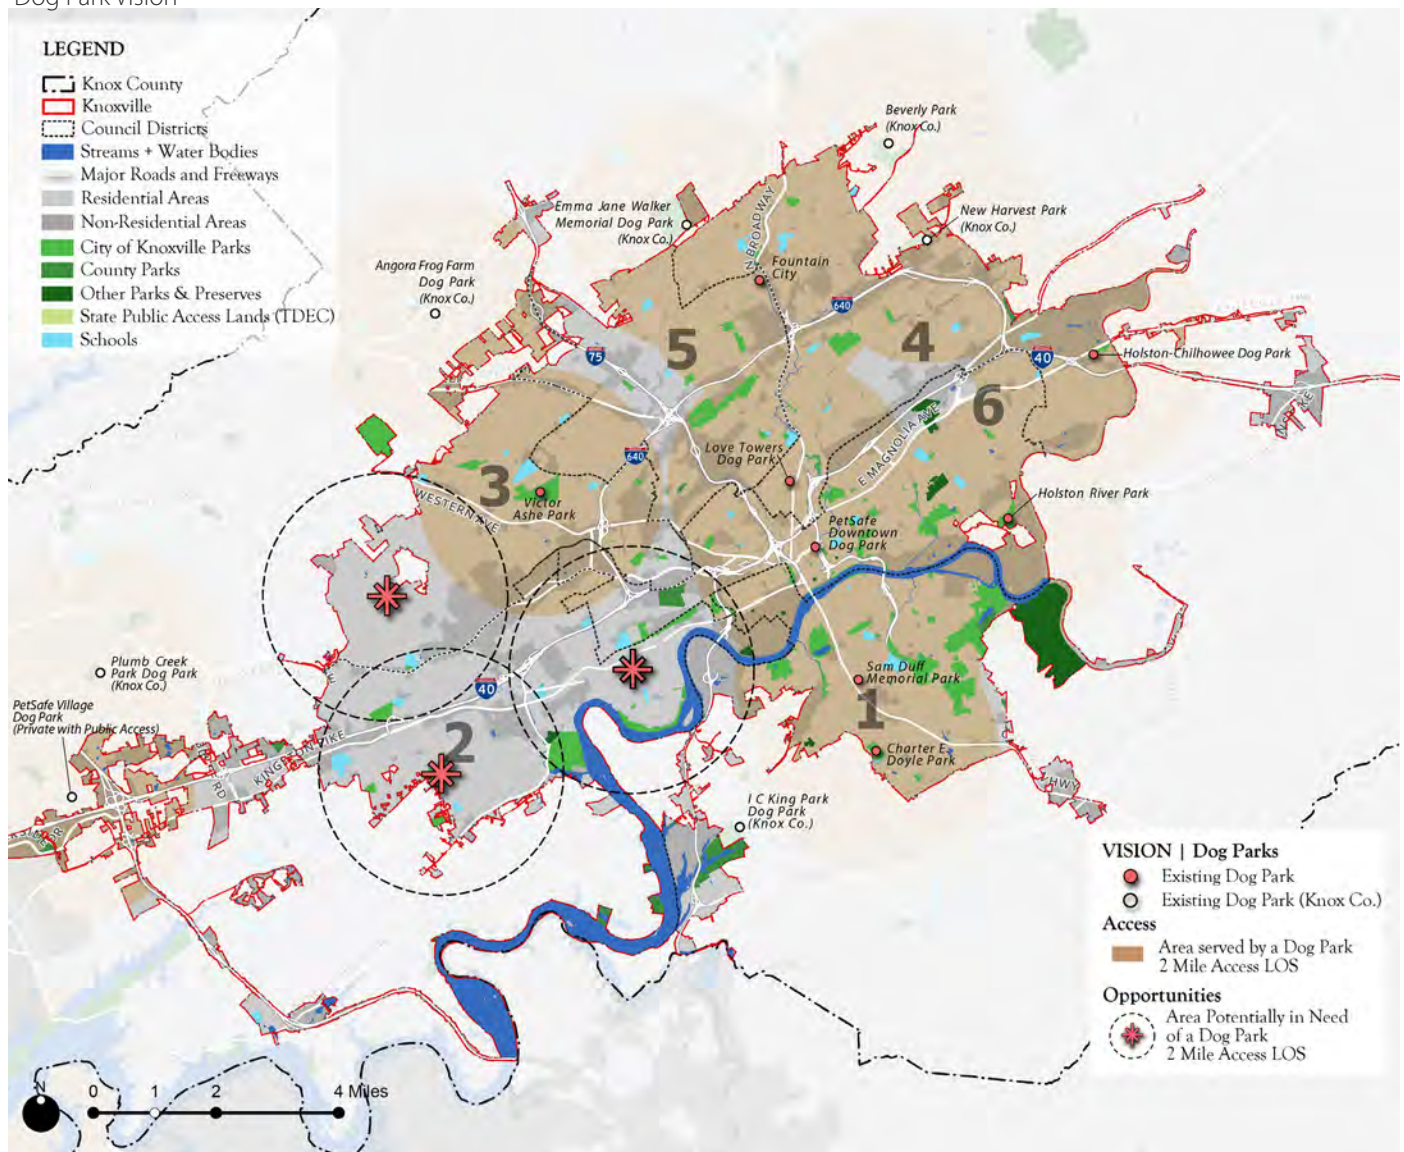 Dog Park Vision
LEGEND
Knox County
Knoxville
Council Districts
Streams + Water Bodies
Major Roads and Freeways
Residential Areas
Non-Residential Areas
City of Knoxville Parks
County Parks
Other Parks & Preserves
State Public Access Lands (TDEC)
Schools
Beverly Park
(Knox Co.)
Emma Jane Walker
Memorial Dog Park
(Knox Co.)
New Harvest Park
(Knox Co.)
N BROADWAY
Fountain
City
Angora Frog Farm
Dog Park
(Knox Co.)
640
75
5
4
40
Holston-Chilhowee Dog Park
6
E MAGNOLIA AVE
640
Love Towers
Dog Park
3
Victor
Ashe Park
WESTERN AVE
Holston River Park
PetSafe
Downtown
Dog Park
Plumb Creek
Park Dog Park
(Knox Co.)
Sam Duff
Memorial Park
40
1
PetSafe Village
Dog Park
(Private with Public Access)
2
KINGSTON PIKE
Charter E.
Doyle Park
HWY
I C King Park
Dog Park
(Knox Co.)
VISION | Dog Parks
Existing Dog Park
Existing Dog Park (Knox Co.)
Access
Area served by a Dog Park
2 Mile Access LOS
Opportunities
Area Potentially in Need
of a Dog Park
2 Mile Access LOS
N
0 1 2 4 Miles